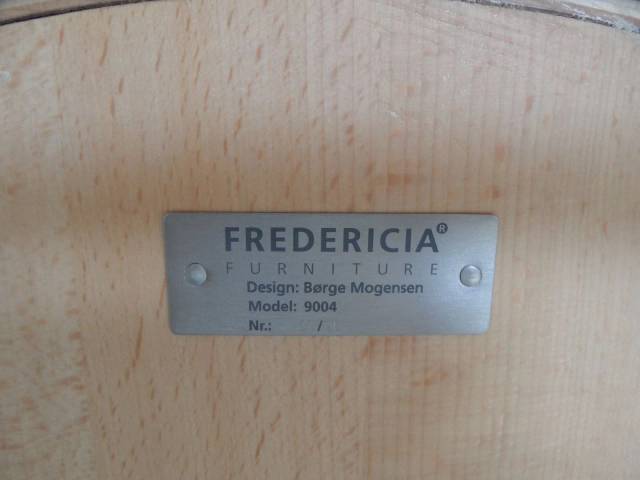 FREDERICIA®
FURNITURE
Design: Børge Mogensen
Model: 9004
Nr.: /